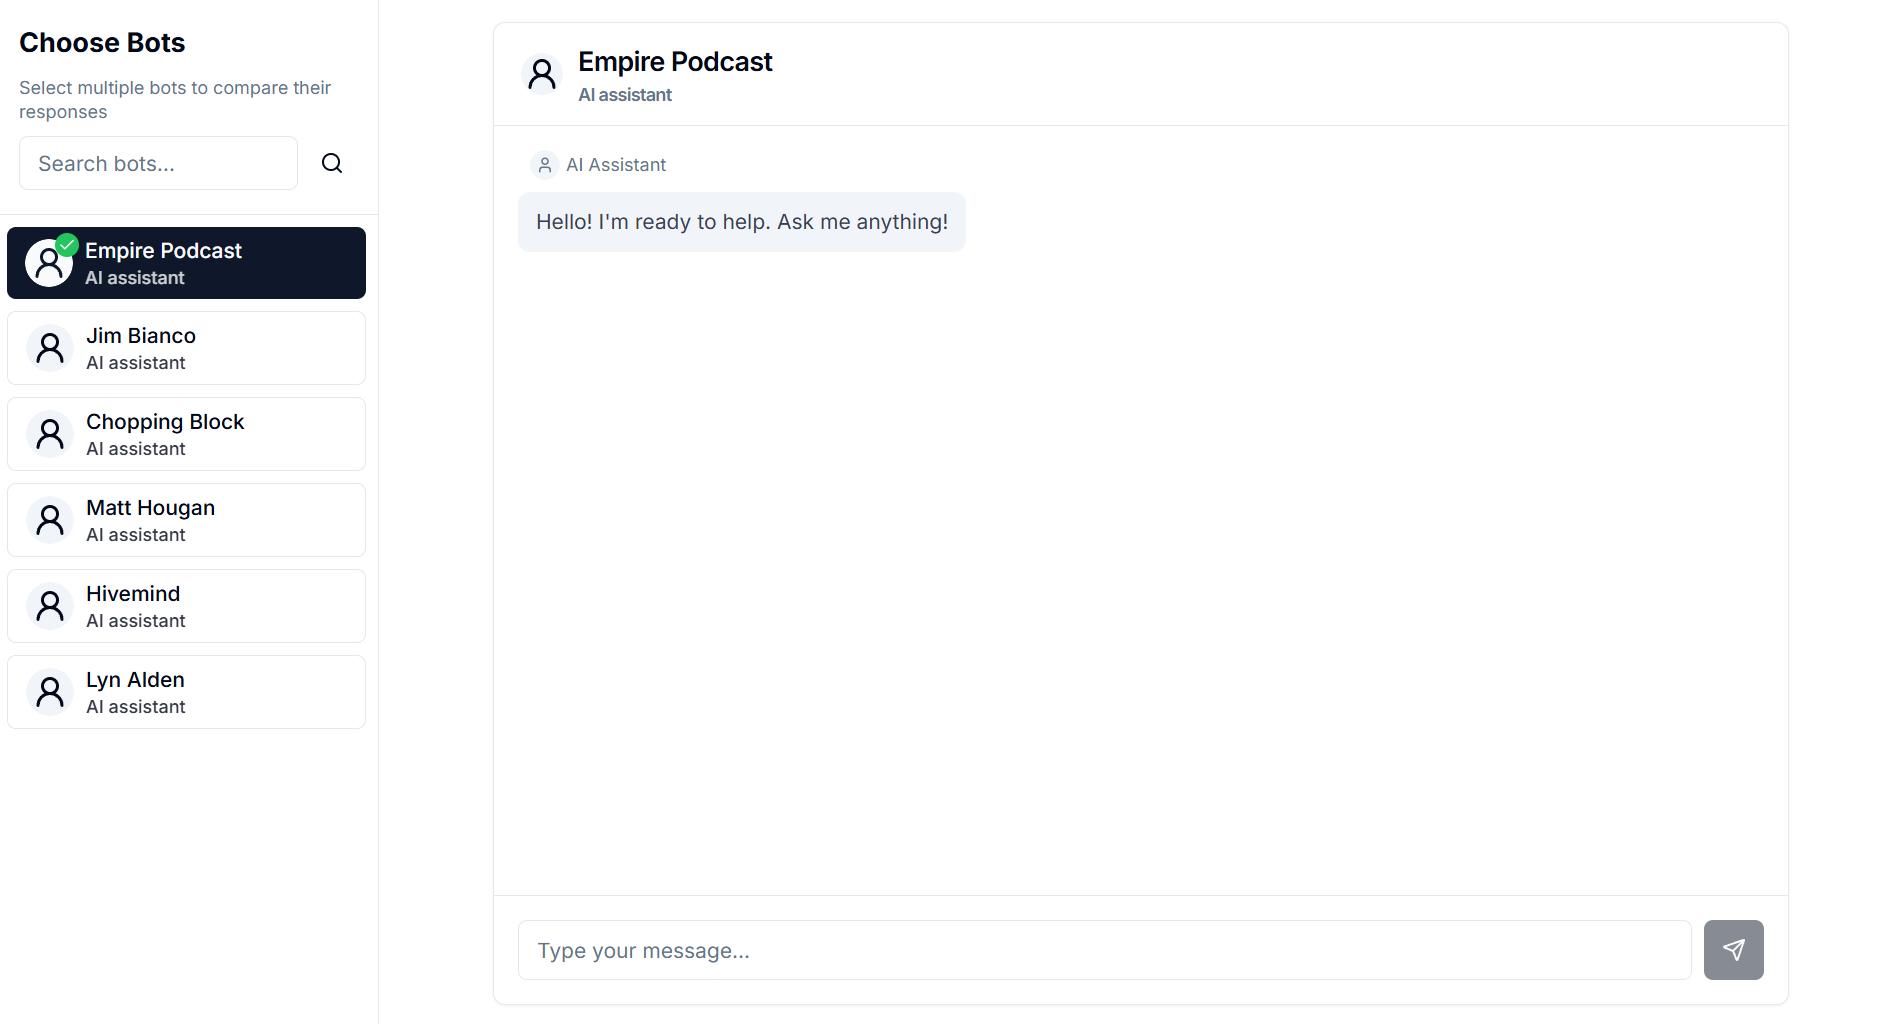 Choose Bots
Select multiple bots to compare their
responses
Search bots...
Empire Podcast
AI assistant
Jim Bianco
AI assistant
Chopping Block
AI assistant
Matt Hougan
AI assistant
Hivemind
AI assistant
Lyn Alden
AI assistant
Empire Podcast
AI assistant
AI Assistant
Hello! I'm ready to help. Ask me anything!
Type your message...